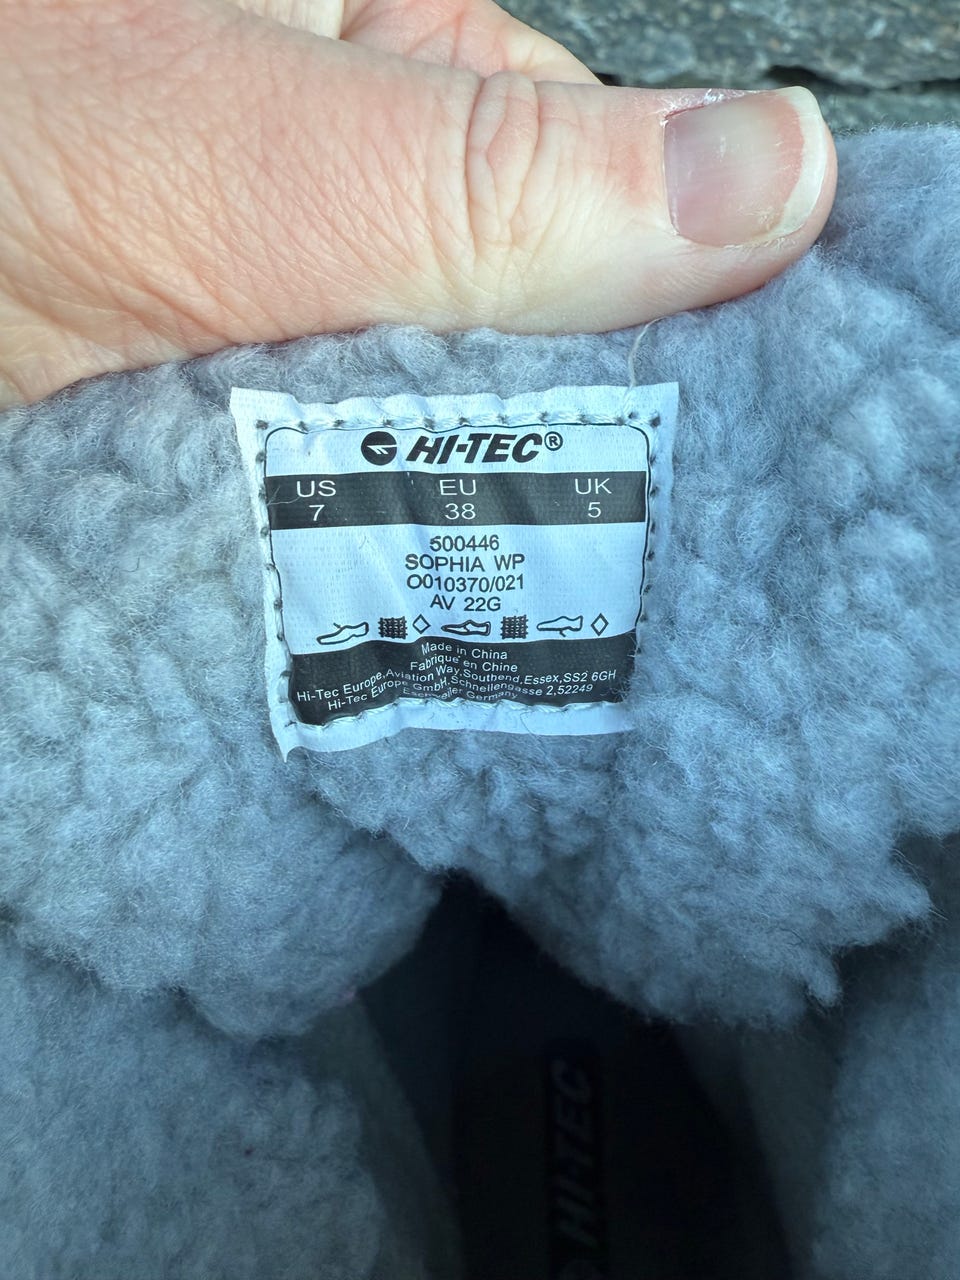 HI-TEC®
US EU UK
7 38 5
500446
SOPHIA WP
O010370/021
AV 22G
Made in China
Fabrique en Chine
Hi-Tec Europe,Aviation Way,Southend,Essex,SS2 6GH
Hi-Tec Europe GmbH,Schnellengasse 2,52249
Eschweiler Germany
HI-TEC